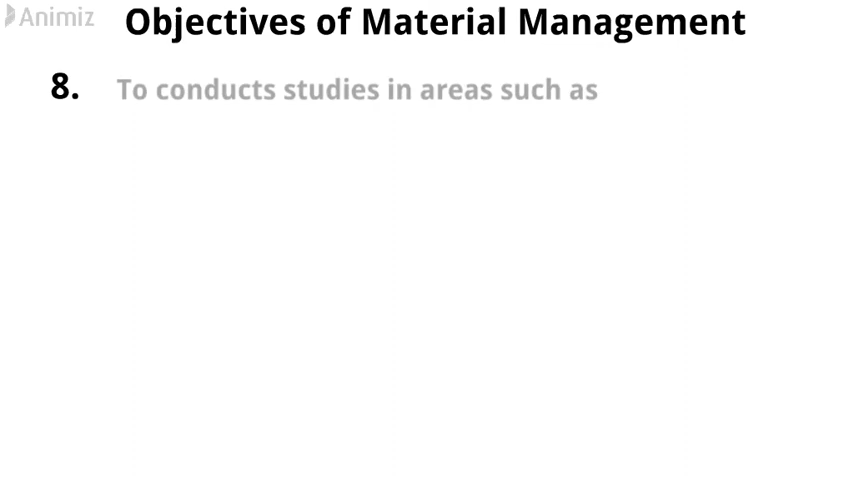 Animiz
Objectives of Material Management
8. To conducts studies in areas such as